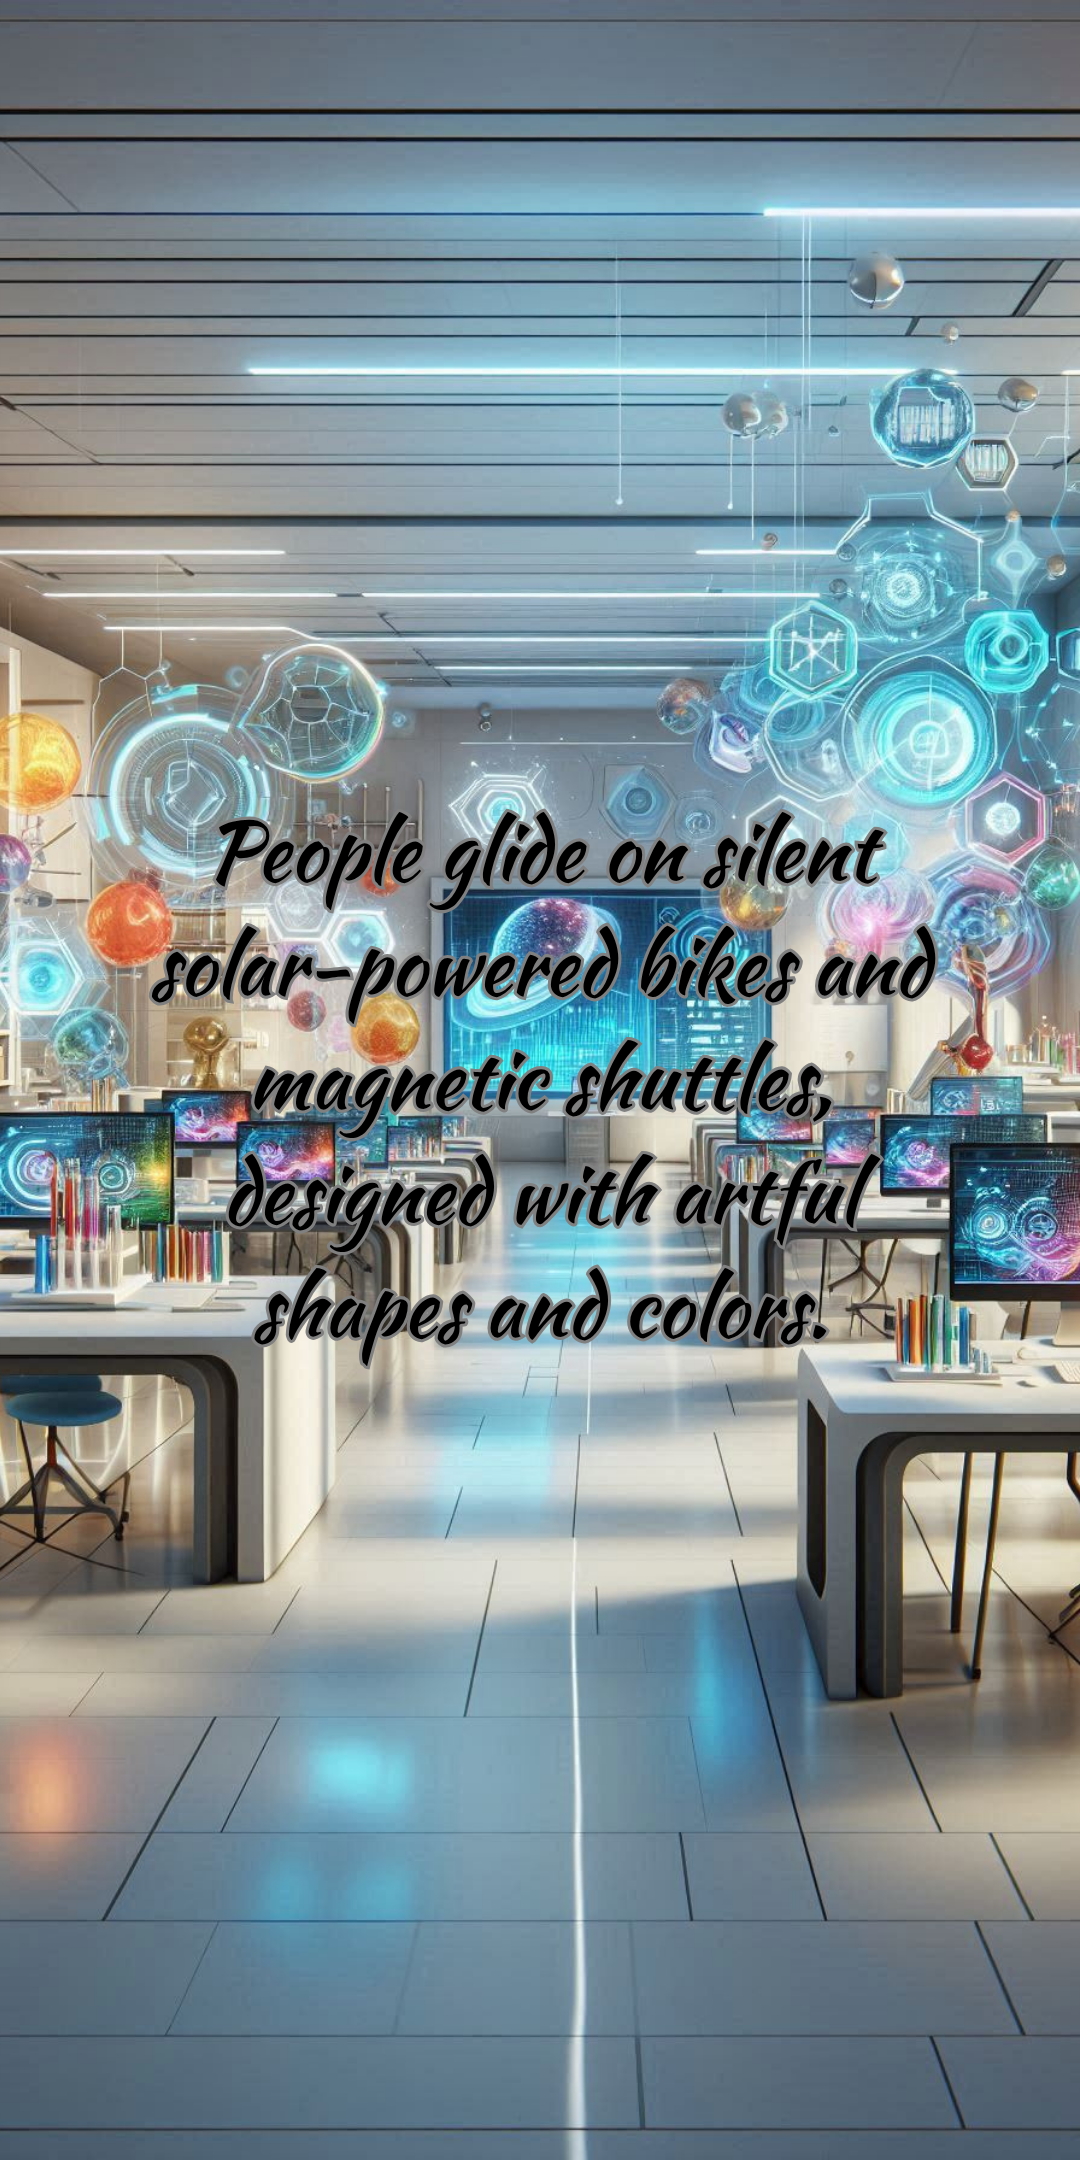 People glide on silent
solar-powered bikes and
magnetic shuttles,
designed with artful
shapes and colors.